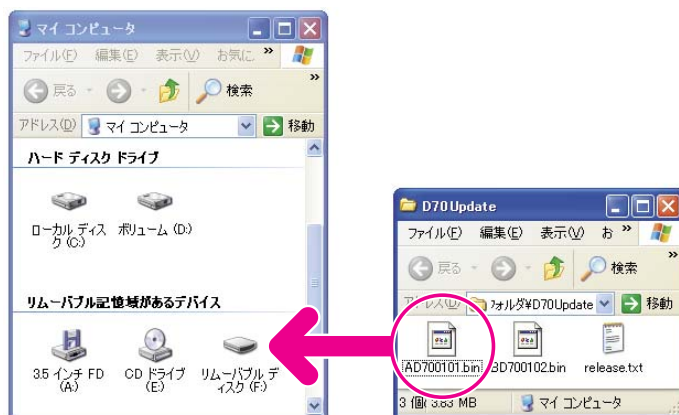 マイ コンピュータ
ファイル(F) 編集(E) 表示(V) お気に »
戻る 検索 »
アドレス(D) マイ コンピュータ 移動
ハード ディスク ドライブ
ローカル ディスク (C:)
ボリューム (D:)
リムーバブル記憶域があるデバイス
3.5 インチ FD (A:)
CD ドライブ (E:)
リムーバブル ディスク (F:)
D70Update
ファイル(F) 編集(E) 表示(V) お »
戻る 検索 »
フォルダ¥D70Update 移動
AD700101.bin
BD700102.bin
release.txt
3 個 3.83 MB マイ コンピュータ